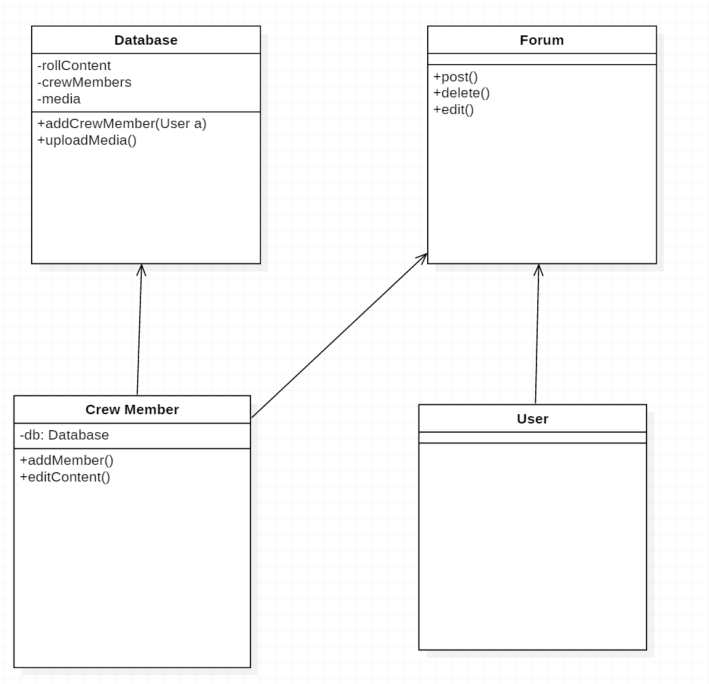 Database
-rollContent
-crewMembers
-media
+addCrewMember(User a)
+uploadMedia()
Forum
+post()
+delete()
+edit()
Crew Member
-db: Database
+addMember()
+editContent()
User